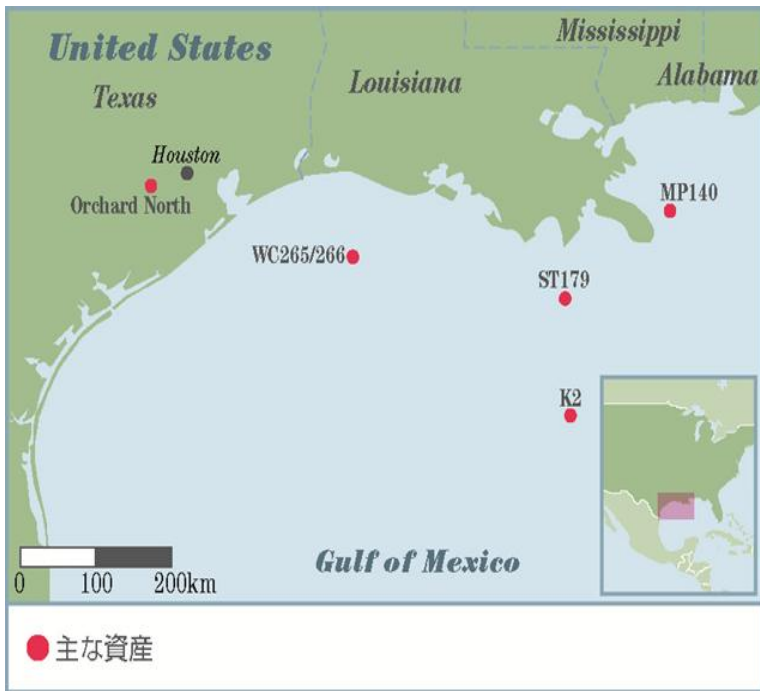 United States
Mississippi
Alabama
Louisiana
Texas
Houston
Orchard North
MP140
WC265/266
ST179
K2
Gulf of Mexico
0 100 200km
主な資産